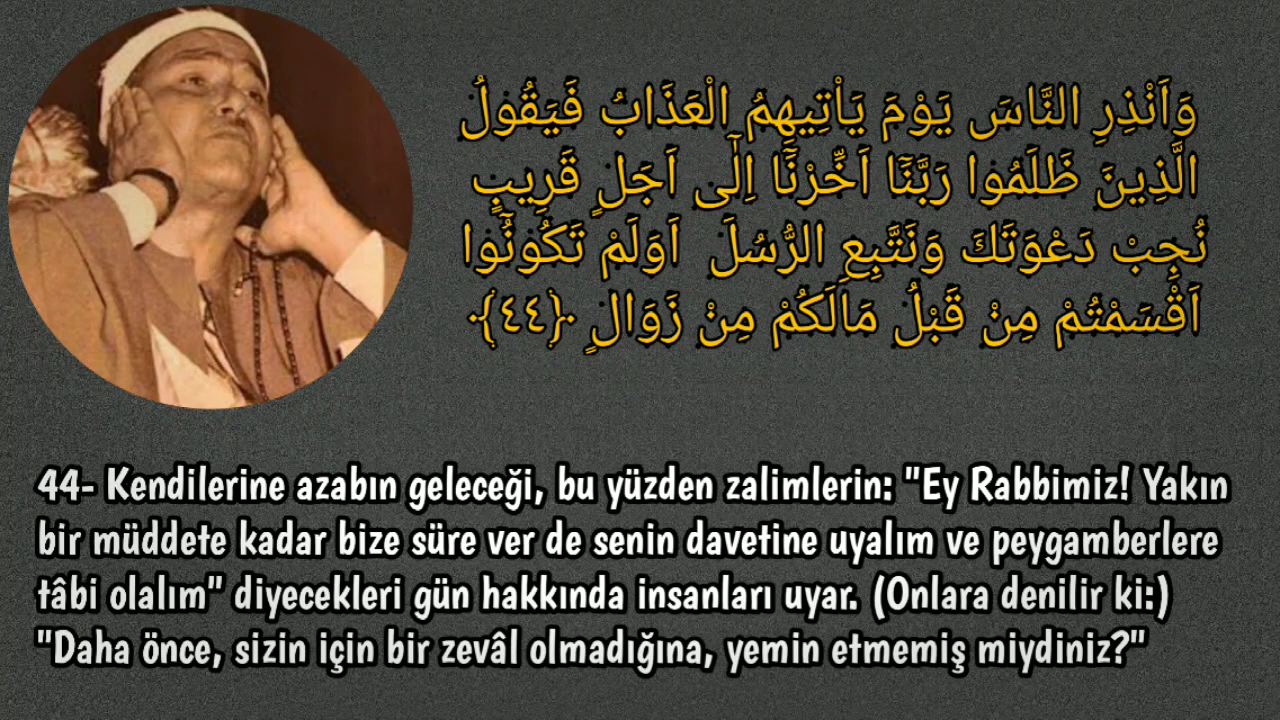 وَاَنْذِرِ النَّاسَ يَوْمَ يَاْتِيهِمُ الْعَذَابُ فَيَقُولُ
الَّذِينَ ظَلَمُوا رَبَّنَٓا اَخِّرْنَٓا اِلٰٓى اَجَلٍ قَرِيبٍ
نُجِبْ دَعْوَتَكَ وَنَتَّبِعِ الرُّسُلَ اَوَلَمْ تَكُونُٓوا
اَقْسَمْتُمْ مِنْ قَبْلُ مَالَكُمْ مِنْ زَوَالٍ ﴿٤٤﴾
44- Kendilerine azabın geleceği, bu yüzden zalimlerin: "Ey Rabbimiz! Yakın
bir müddete kadar bize süre ver de senin davetine uyalım ve peygamberlere
tâbi olalım" diyecekleri gün hakkında insanları uyar. (Onlara denilir ki:)
"Daha önce, sizin için bir zevâl olmadığına, yemin etmemiş miydiniz?"